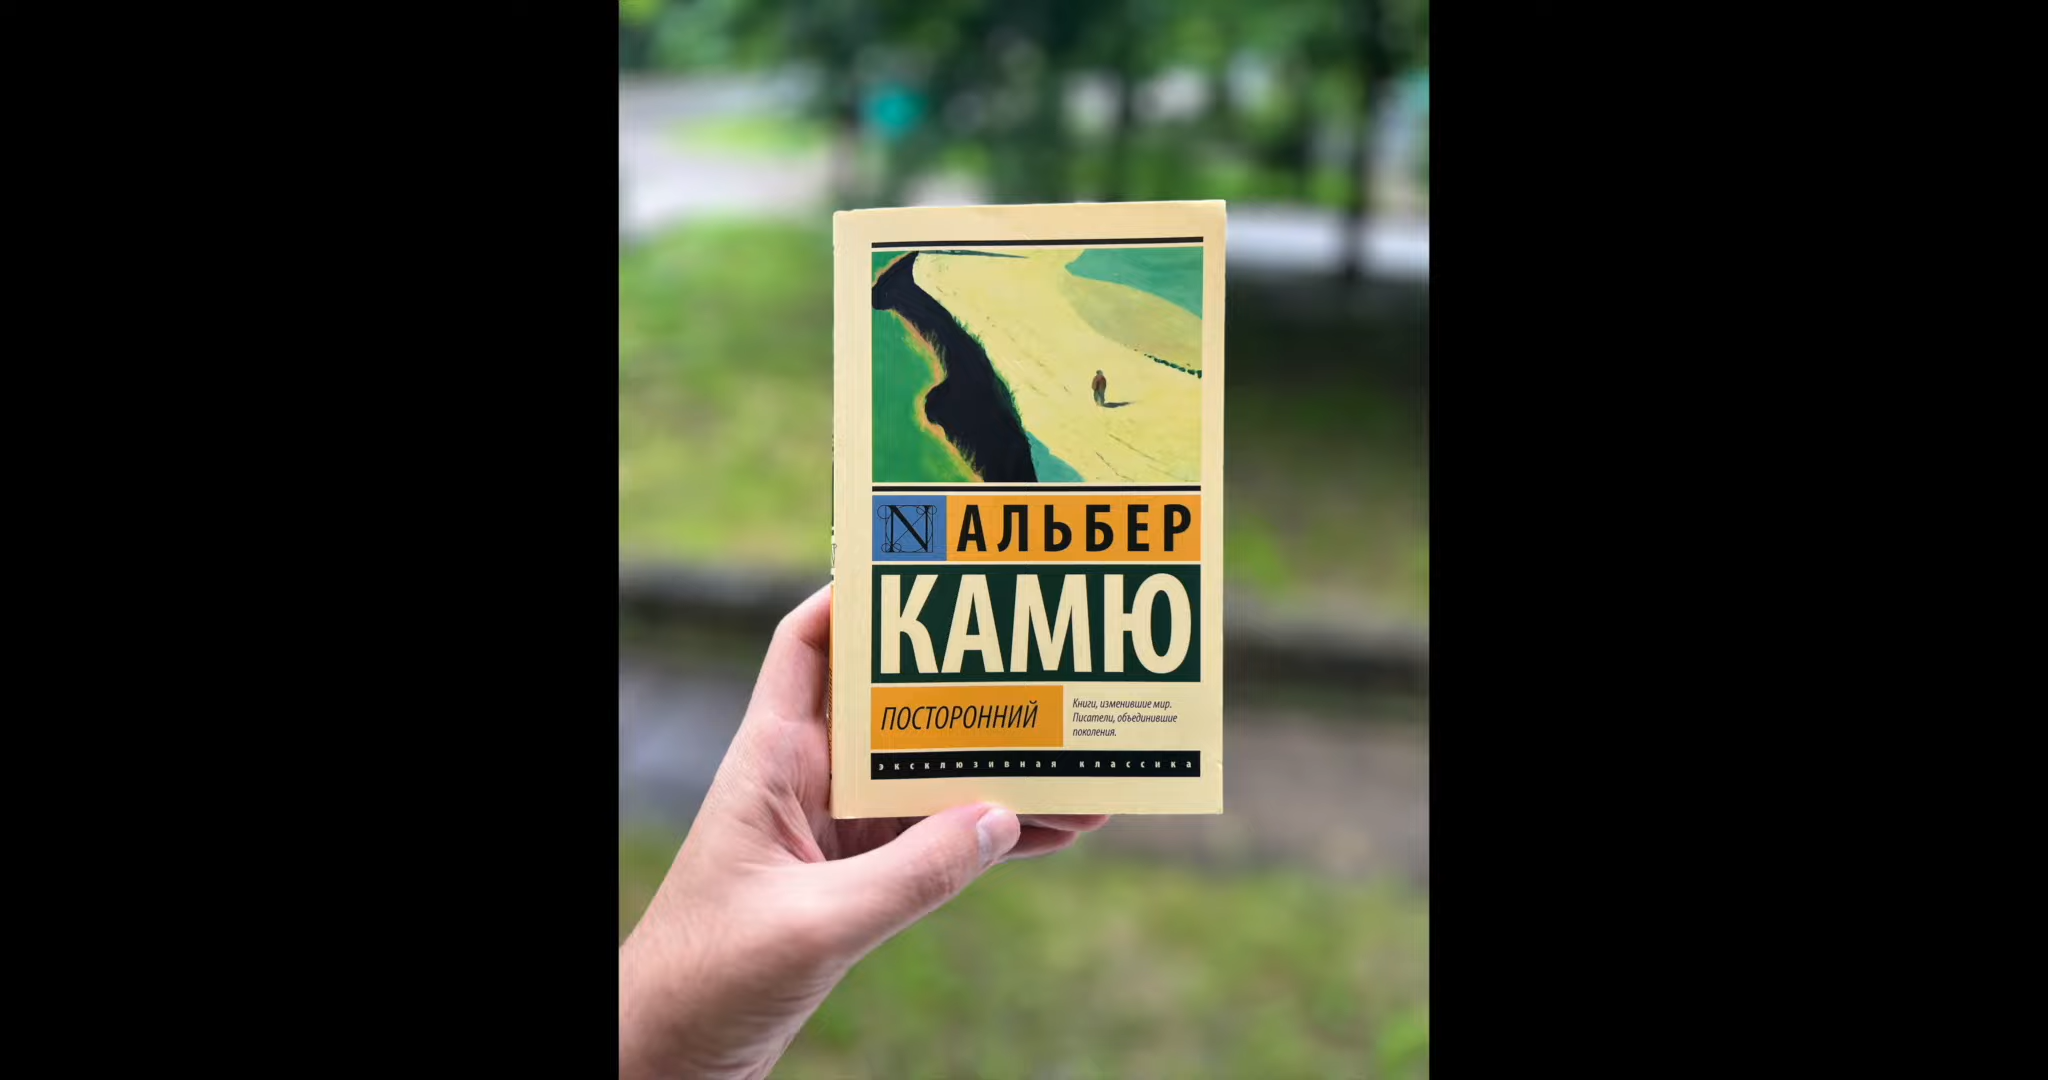 N АЛЬБЕР
КАМЮ
ПОСТОРОННИЙ
Книги, изменившие мир.
Писатели, объединившие
поколения.
эксклюзивная классика